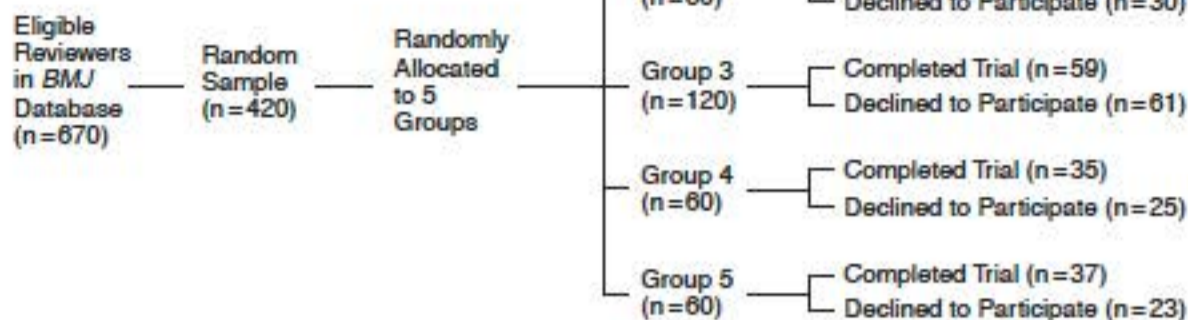 Declined to Participate (n=30)
Eligible
Reviewers
in BMJ
Database
(n=670)
Random
Sample
(n=420)
Randomly
Allocated
to 5
Groups
Group 3
(n=120)
Completed Trial (n=59)
Declined to Participate (n=61)
Group 4
(n=60)
Completed Trial (n=35)
Declined to Participate (n=25)
Group 5
(n=60)
Completed Trial (n=37)
Declined to Participate (n=23)